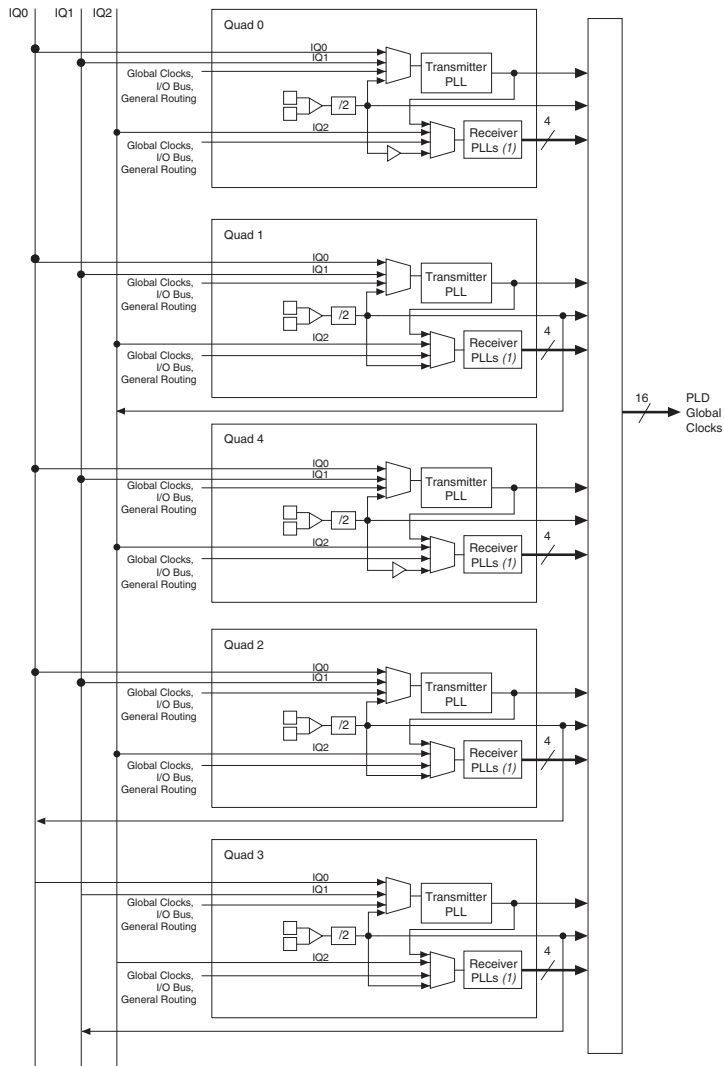 IQ0 IQ1 IQ2
Quad 0
IQ0
IQ1
Global Clocks,
I/O Bus,
General Routing
Transmitter
PLL
/2
IQ2
Global Clocks,
I/O Bus,
General Routing
Receiver
PLLs (1)
4
Quad 1
IQ0
IQ1
Global Clocks,
I/O Bus,
General Routing
Transmitter
PLL
/2
IQ2
Global Clocks,
I/O Bus,
General Routing
Receiver
PLLs (1)
4
16
PLD
Global
Clocks
Quad 4
IQ0
IQ1
Global Clocks,
I/O Bus,
General Routing
Transmitter
PLL
/2
IQ2
Global Clocks,
I/O Bus,
General Routing
Receiver
PLLs (1)
4
Quad 2
IQ0
IQ1
Global Clocks,
I/O Bus,
General Routing
Transmitter
PLL
/2
IQ2
Global Clocks,
I/O Bus,
General Routing
Receiver
PLLs (1)
4
Quad 3
IQ0
IQ1
Global Clocks,
I/O Bus,
General Routing
Transmitter
PLL
/2
IQ2
Global Clocks,
I/O Bus,
General Routing
Receiver
PLLs (1)
4